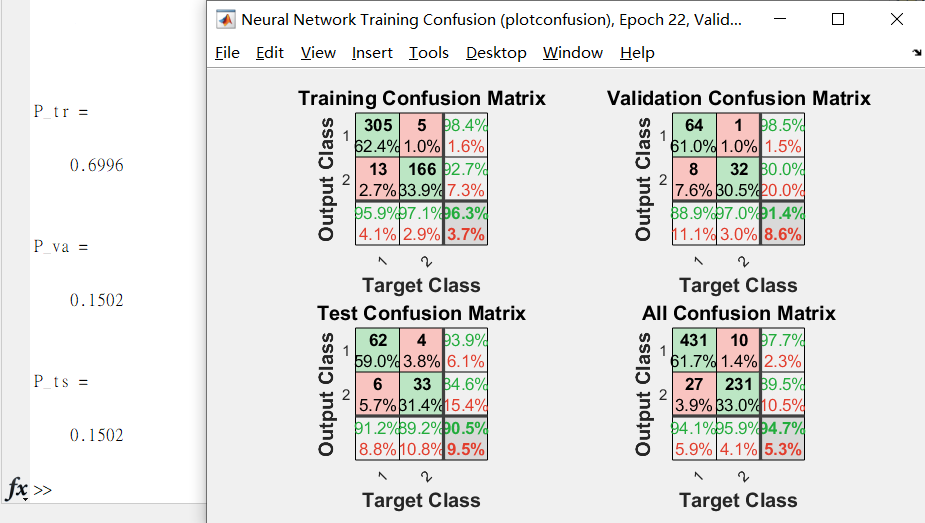 Neural Network Training Confusion (plotconfusion), Epoch 22, Valid...
File Edit View Insert Tools Desktop Window Help
P_tr =
0.6996
P_va =
0.1502
P_ts =
0.1502
fx >>
Training Confusion Matrix
Output Class
1 305 5 98.4%
62.4% 1.0% 1.6%
2 13 166 92.7%
2.7% 33.9% 7.3%
95.9% 97.1% 96.3%
4.1% 2.9% 3.7%
1 2
Target Class
Validation Confusion Matrix
Output Class
1 64 1 98.5%
61.0% 1.0% 1.5%
2 8 32 80.0%
7.6% 30.5% 20.0%
88.9% 97.0% 91.4%
11.1% 3.0% 8.6%
1 2
Target Class
Test Confusion Matrix
Output Class
1 62 4 93.9%
59.0% 3.8% 6.1%
2 6 33 84.6%
5.7% 31.4% 15.4%
91.2% 89.2% 90.5%
8.8% 10.8% 9.5%
1 2
Target Class
All Confusion Matrix
Output Class
1 431 10 97.7%
61.7% 1.4% 2.3%
2 27 231 89.5%
3.9% 33.0% 10.5%
94.1% 95.9% 94.7%
5.9% 4.1% 5.3%
1 2
Target Class